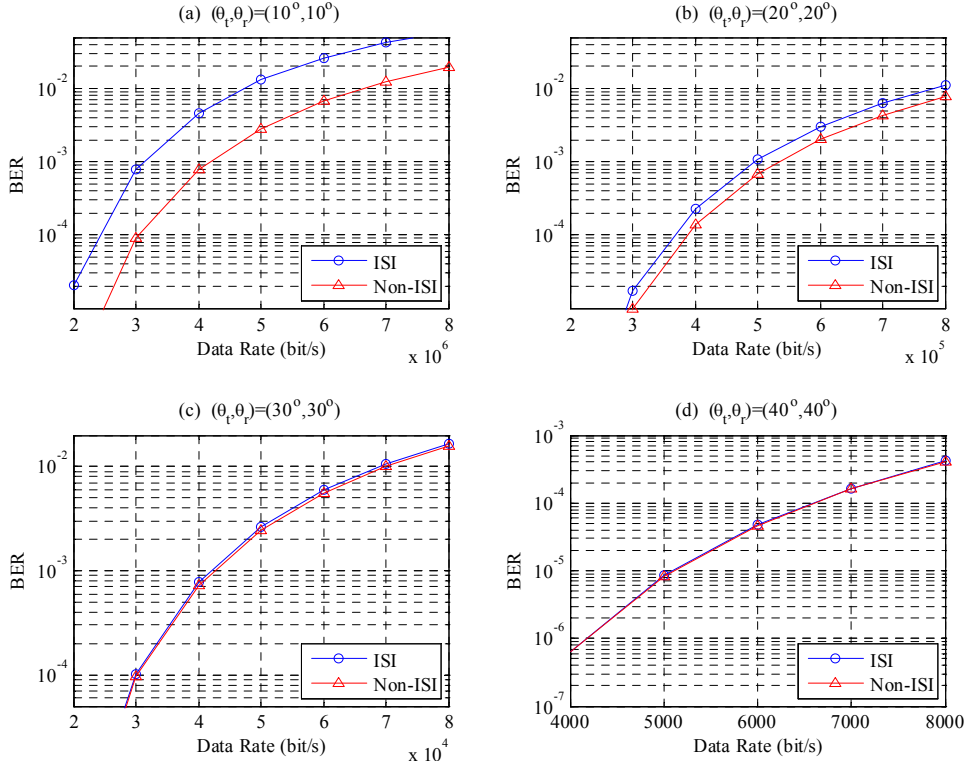 (a) (θt,θr)=(10°,10°)
BER
10^-2
10^-3
10^-4
2 3 4 5 6 7 8
Data Rate (bit/s)
x 10^6
ISI
Non-ISI
(b) (θt,θr)=(20°,20°)
BER
10^-2
10^-3
10^-4
2 3 4 5 6 7 8
Data Rate (bit/s)
x 10^5
ISI
Non-ISI
(c) (θt,θr)=(30°,30°)
BER
10^-2
10^-3
10^-4
2 3 4 5 6 7 8
Data Rate (bit/s)
x 10^4
ISI
Non-ISI
(d) (θt,θr)=(40°,40°)
BER
10^-3
10^-4
10^-5
10^-6
10^-7
4000 5000 6000 7000 8000
Data Rate (bit/s)
ISI
Non-ISI